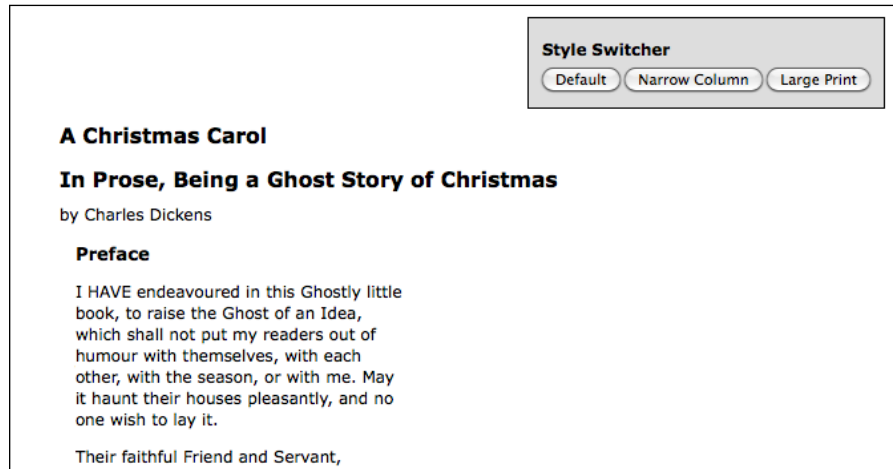 Style Switcher
Default Narrow Column Large Print
A Christmas Carol
In Prose, Being a Ghost Story of Christmas
by Charles Dickens
Preface
I HAVE endeavoured in this Ghostly little
book, to raise the Ghost of an Idea,
which shall not put my readers out of
humour with themselves, with each
other, with the season, or with me. May
it haunt their houses pleasantly, and no
one wish to lay it.
Their faithful Friend and Servant,